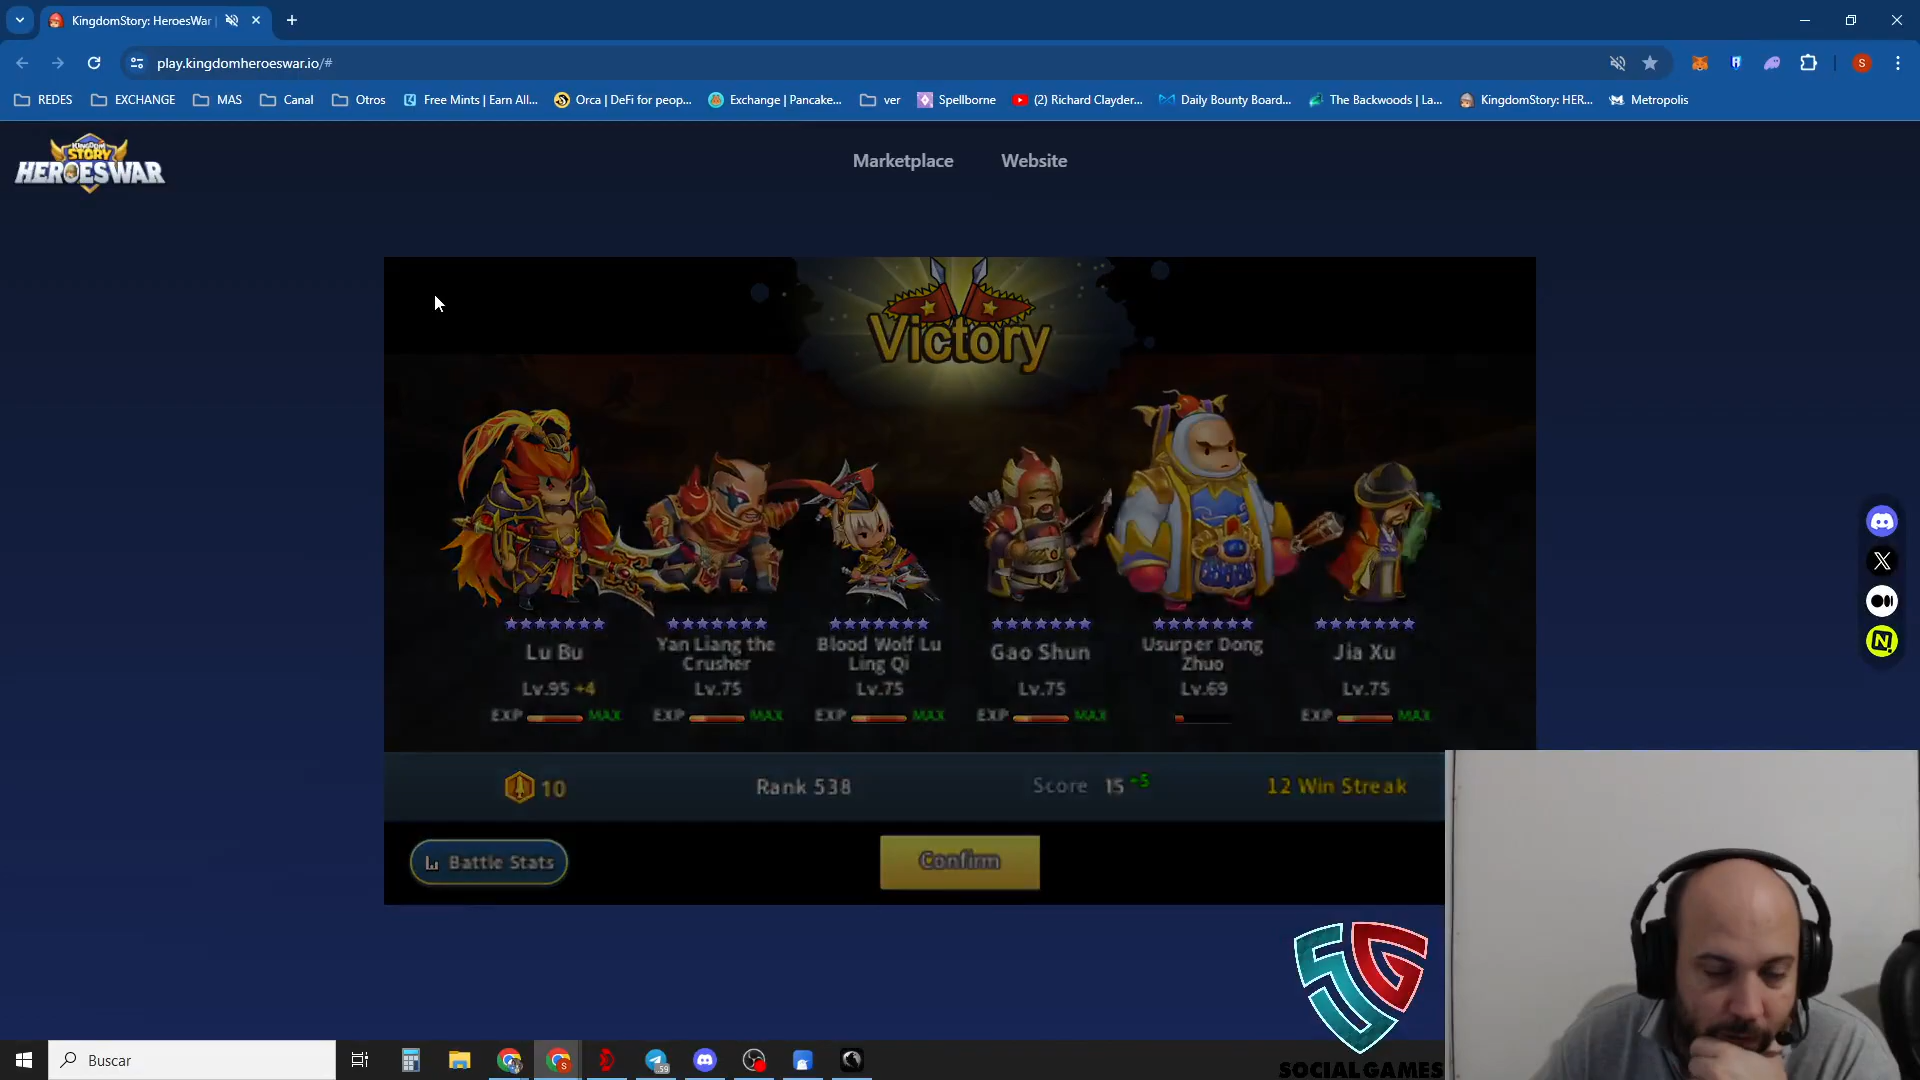 KingdomStory: HeroesWar |
play.kingdomheroeswar.io/#
S
REDES
EXCHANGE
MAS
Canal
Otros
Free Mints | Earn All...
Orca | DeFi for peop...
Exchange | Pancake...
ver
Spellborne
(2) Richard Clayder...
Daily Bounty Board...
The Backwoods | La...
KingdomStory: HER...
Metropolis
KINGDOM
STORY
HEROESWAR
Marketplace
Website
Victory
Lu Bu
Lv.95 +4
EXP MAX
Yan Liang the
Crusher
Lv.75
EXP MAX
Blood Wolf Lu
Ling Qi
Lv.75
EXP MAX
Gao Shun
Lv.75
EXP MAX
Usurper Dong
Zhuo
Lv.69
Jia Xu
Lv.75
EXP MAX
10
Rank 538
Score 15 +5
12 Win Streak
Battle Stats
Confirm
SG
SOCIAL GAMES
Buscar
59